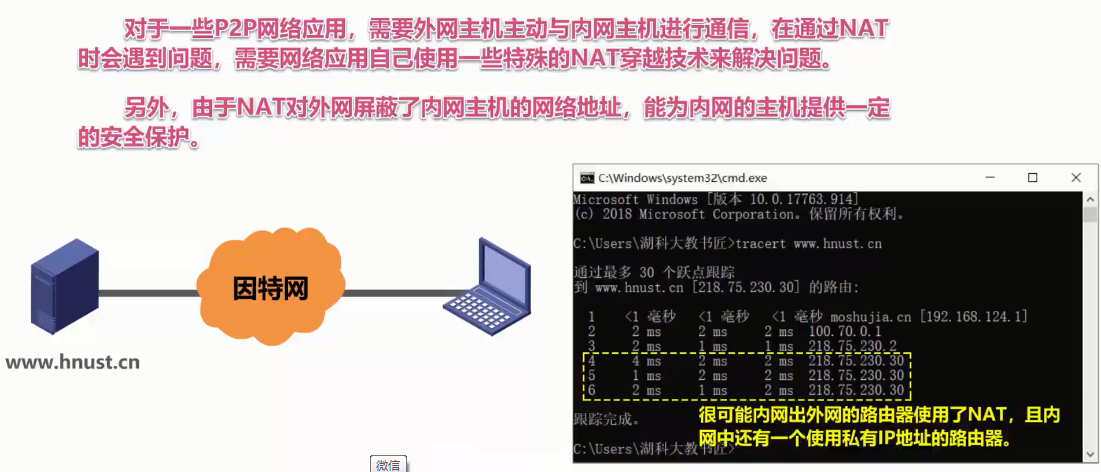 对于一些P2P网络应用，需要外网主机主动与内网主机进行通信，在通过NAT
时会遇到问题，需要网络应用自己使用一些特殊的NAT穿越技术来解决问题。
另外，由于NAT对外网屏蔽了内网主机的网络地址，能为内网的主机提供一定
的安全保护。
因特网
www.hnust.cn
C:\Windows\system32\cmd.exe
Microsoft Windows [版本 10.0.17763.914]
(c) 2018 Microsoft Corporation。保留所有权利。
C:\Users\湖科大教书匠>tracert www.hnust.cn
通过最多 30 个跃点跟踪
到 www.hnust.cn [218.75.230.30] 的路由:
1 <1 毫秒 <1 毫秒 <1 毫秒 moshujia.cn [192.168.124.1]
2 2 ms 2 ms 2 ms 100.70.0.1
3 2 ms 1 ms 1 ms 218.75.230.2
4 4 ms 2 ms 2 ms 218.75.230.30
5 1 ms 2 ms 2 ms 218.75.230.30
6 2 ms 1 ms 2 ms 218.75.230.30
跟踪完成。
C:\Users\湖科大教书匠>
很可能内网出外网的路由器使用了NAT，且内
网中还有一个使用私有IP地址的路由器。
微信